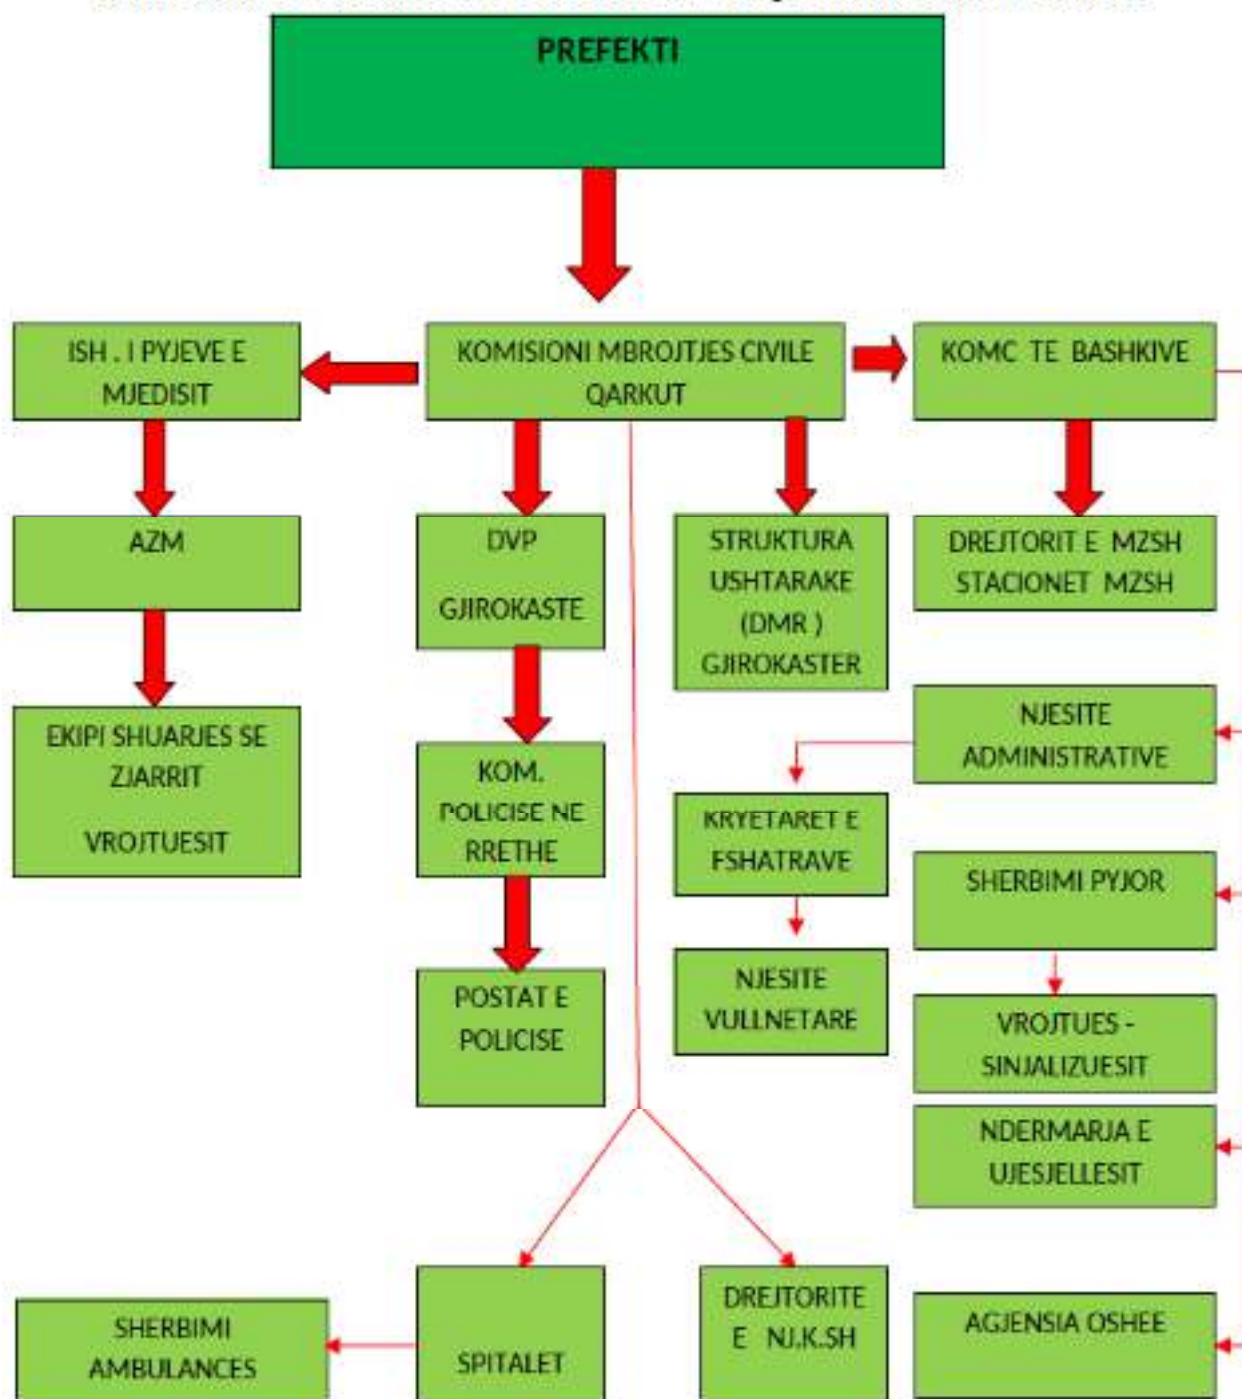 PREFEKTI
ISH . I PYJEVE E
MJEDISIT
KOMISIONI MBROJTJES CIVILE
QARKUT
KOMC TE BASHKIVE
AZM
DVP
GJIROKASTE
STRUKTURA
USHTARAKE
(DMR )
GJIROKASTER
DREJTORIT E MZSH
STACIONET MZSH
EKIPI SHUARJES SE
ZJARRIT
VROJTUESIT
KOM.
POLICISE NE
RRETHE
NJESITE
ADMINISTRATIVE
KRYETARET E
FSHATRAVE
SHERBIMI PYJOR
POSTAT E
POLICISE
NJESITE
VULLNETARE
VROJTUES -
SINJALIZUESIT
NDERMARJA E
UJESJELLESIT
SHERBIMI
AMBULANCES
SPITALET
DREJTORITE
E NJ.K.SH
AGJENSIA OSHEE